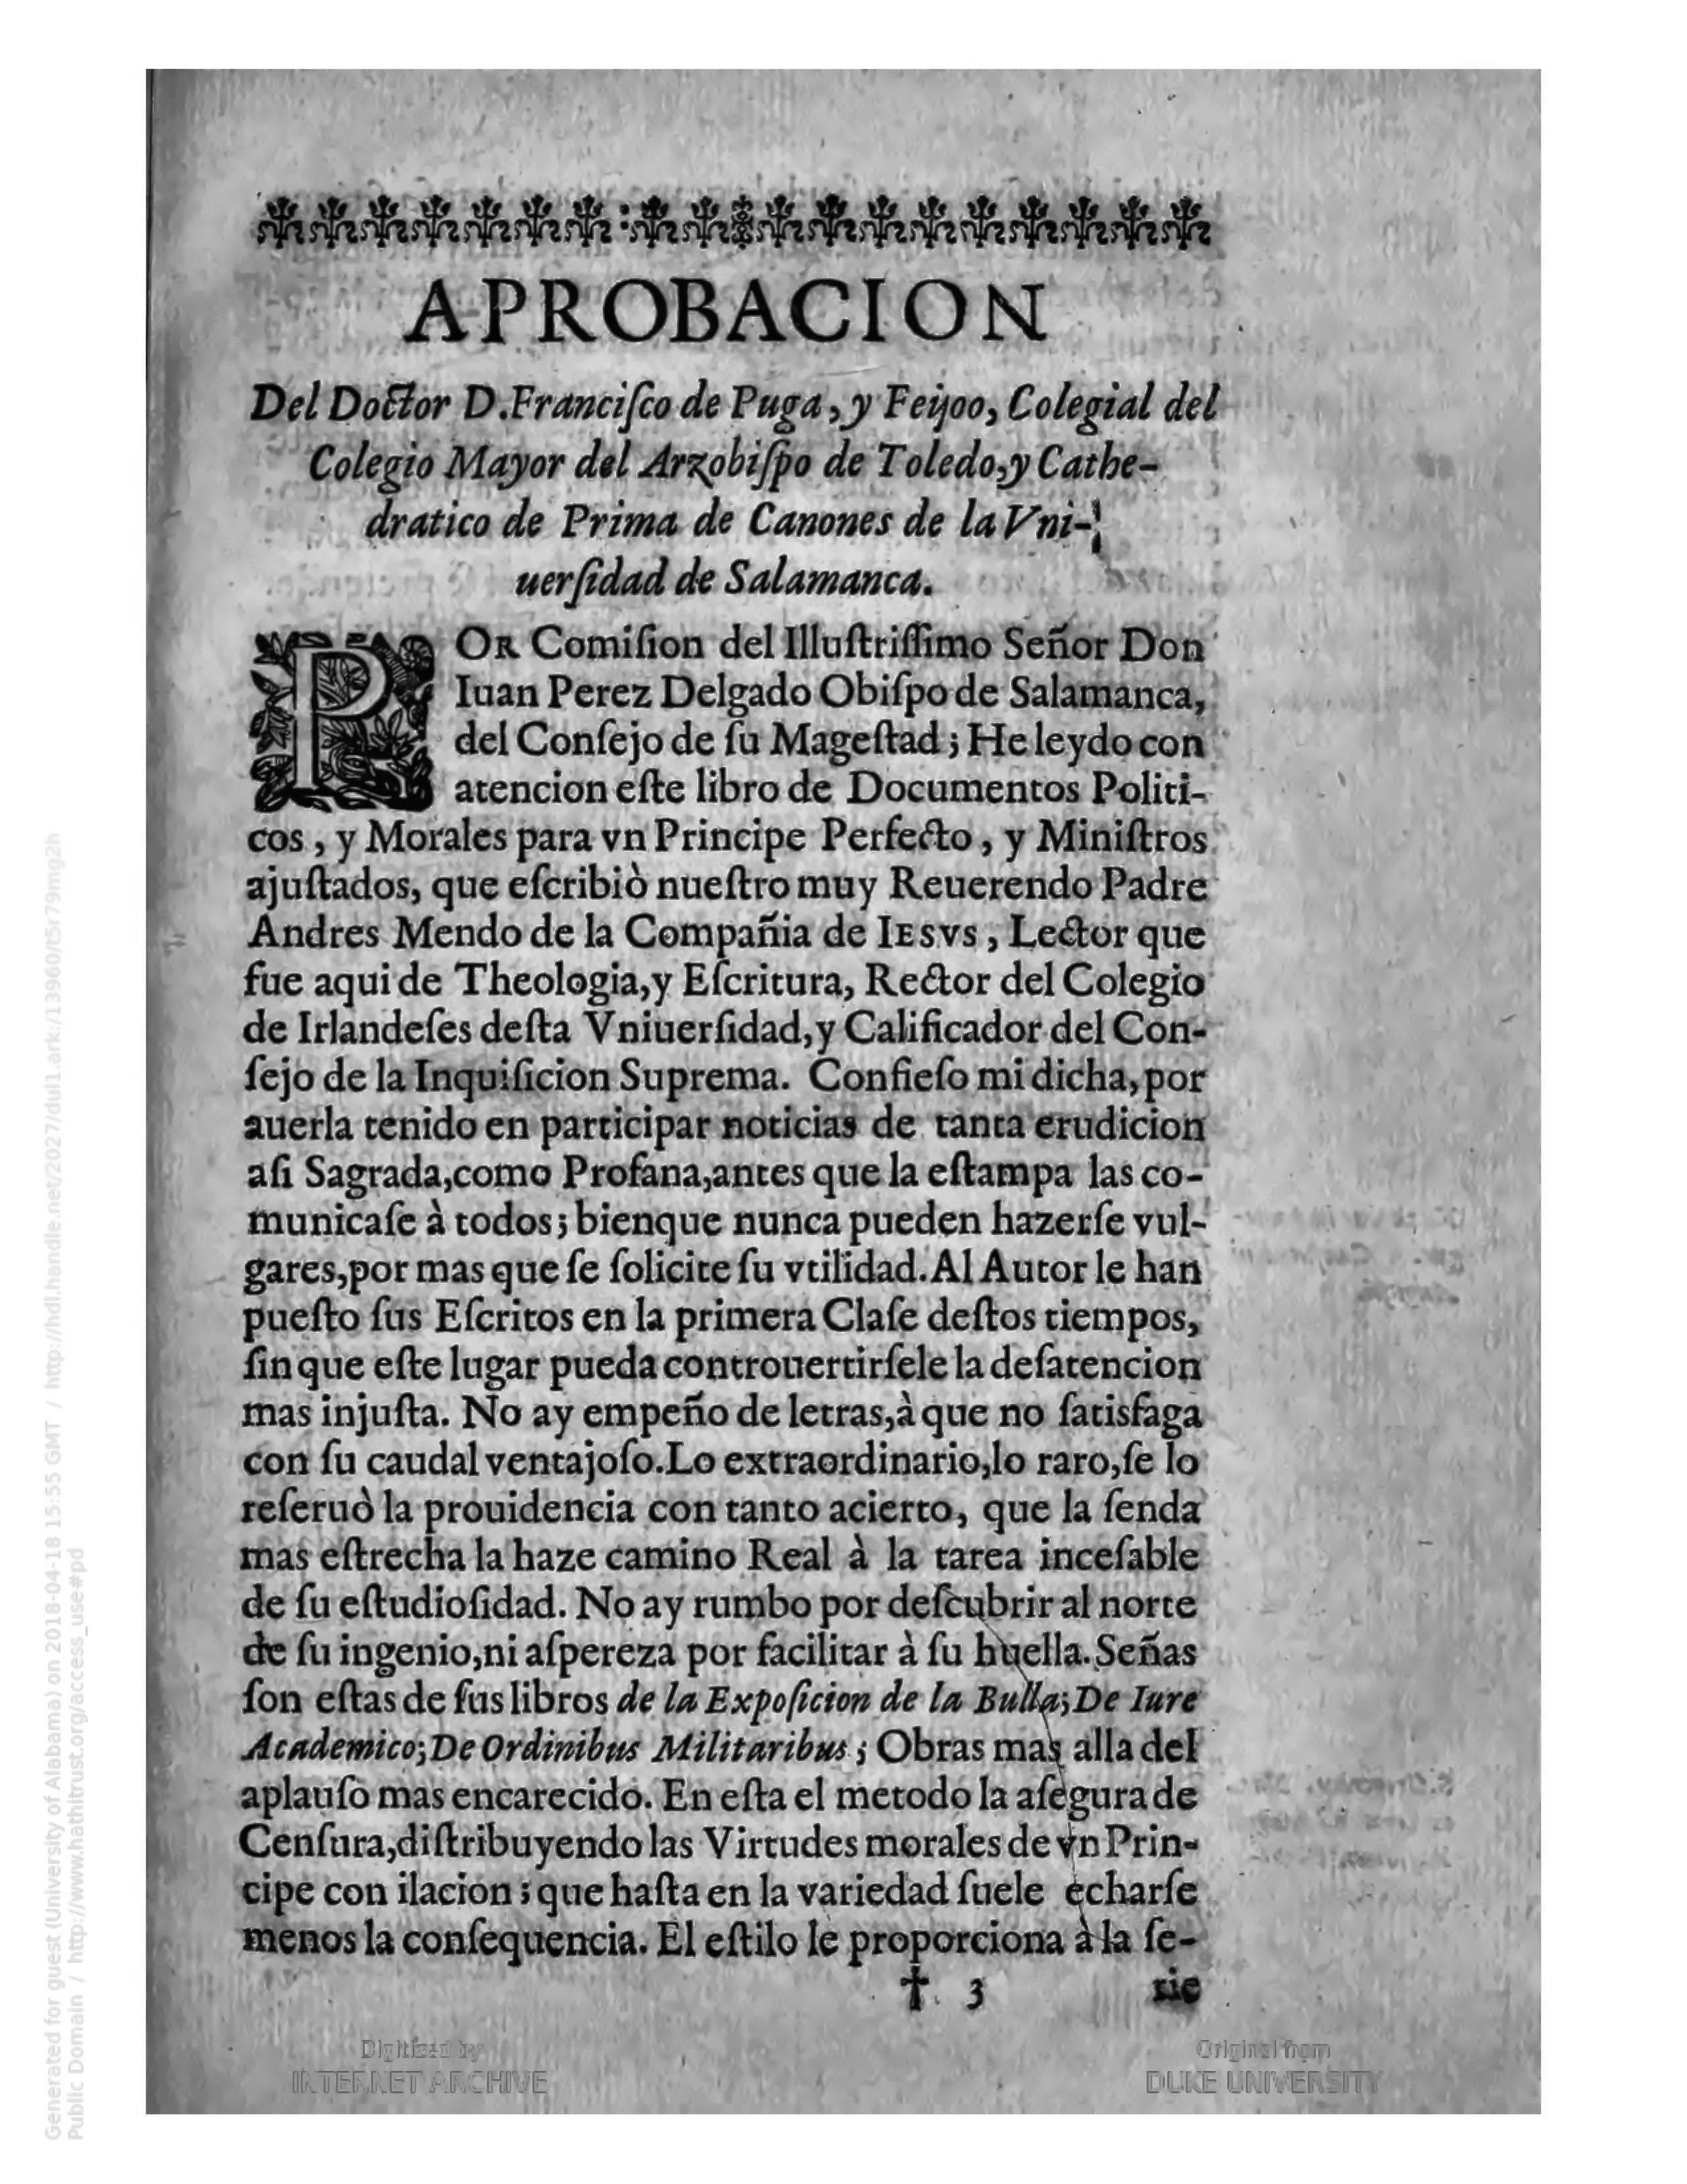 APROBACION
Del Doctor D.Franciſco de Puga, y Feijoo, Colegial del
Colegio Mayor del Arzobiſpo de Toledo,y Cathe-
dratico de Prima de Canones de la Vni-
uerſidad de Salamanca.
POR Comiſion del Illuſtriſſimo Señor Don
Iuan Perez Delgado Obiſpo de Salamanca,
del Conſejo de ſu Mageſtad; He leydo con
atencion eſte libro de Documentos Politi-
cos, y Morales para vn Principe Perfecto, y Miniſtros
ajuſtados, que eſcribiò nueſtro muy Reuerendo Padre
Andres Mendo de la Compañia de IESVS, Lector que
fue aqui de Theologia,y Eſcritura, Rector del Colegio
de Irlandeſes deſta Vniuerſidad,y Calificador del Con-
ſejo de la Inquiſicion Suprema. Confieſo mi dicha,por
auerla tenido en participar noticias de tanta erudicion
aſi Sagrada,como Profana,antes que la eſtampa las co-
municaſe à todos; bienque nunca pueden hazerſe vul-
gares,por mas que ſe ſolicite ſu vtilidad.Al Autor le han
pueſto ſus Eſcritos en la primera Claſe deſtos tiempos,
ſin que eſte lugar pueda controuertirſele la deſatencion
mas injuſta. No ay empeño de letras,à que no ſatisfaga
con ſu caudal ventajoſo.Lo extraordinario,lo raro,ſe lo
reſeruò la prouidencia con tanto acierto, que la ſenda
mas eſtrecha la haze camino Real à la tarea inceſable
de ſu eſtudioſidad. No ay rumbo por deſcubrir al norte
de ſu ingenio,ni aſpereza por facilitar à ſu huella.Señas
ſon eſtas de ſus libros de la Expoſicion de la Bulla;De Iure
Academico;De Ordinibus Militaribus; Obras mas alla del
aplauſo mas encarecido. En eſta el metodo la aſegura de
Cenſura,diſtribuyendo las Virtudes morales de vn Prin-
cipe con ilacion; que haſta en la variedad ſuele echarſe
menos la conſequencia. El eſtilo le proporciona à la ſe-
† 3 rie
Digitized by
INTERNET ARCHIVE
Original from
DUKE UNIVERSITY
Generated for guest (University of Alabama) on 2018-04-18 15:55 GMT / http://hdl.handle.net/2027/dul1.ark:/13960/t5r79mg2h
Public Domain / http://www.hathitrust.org/access_use#pd